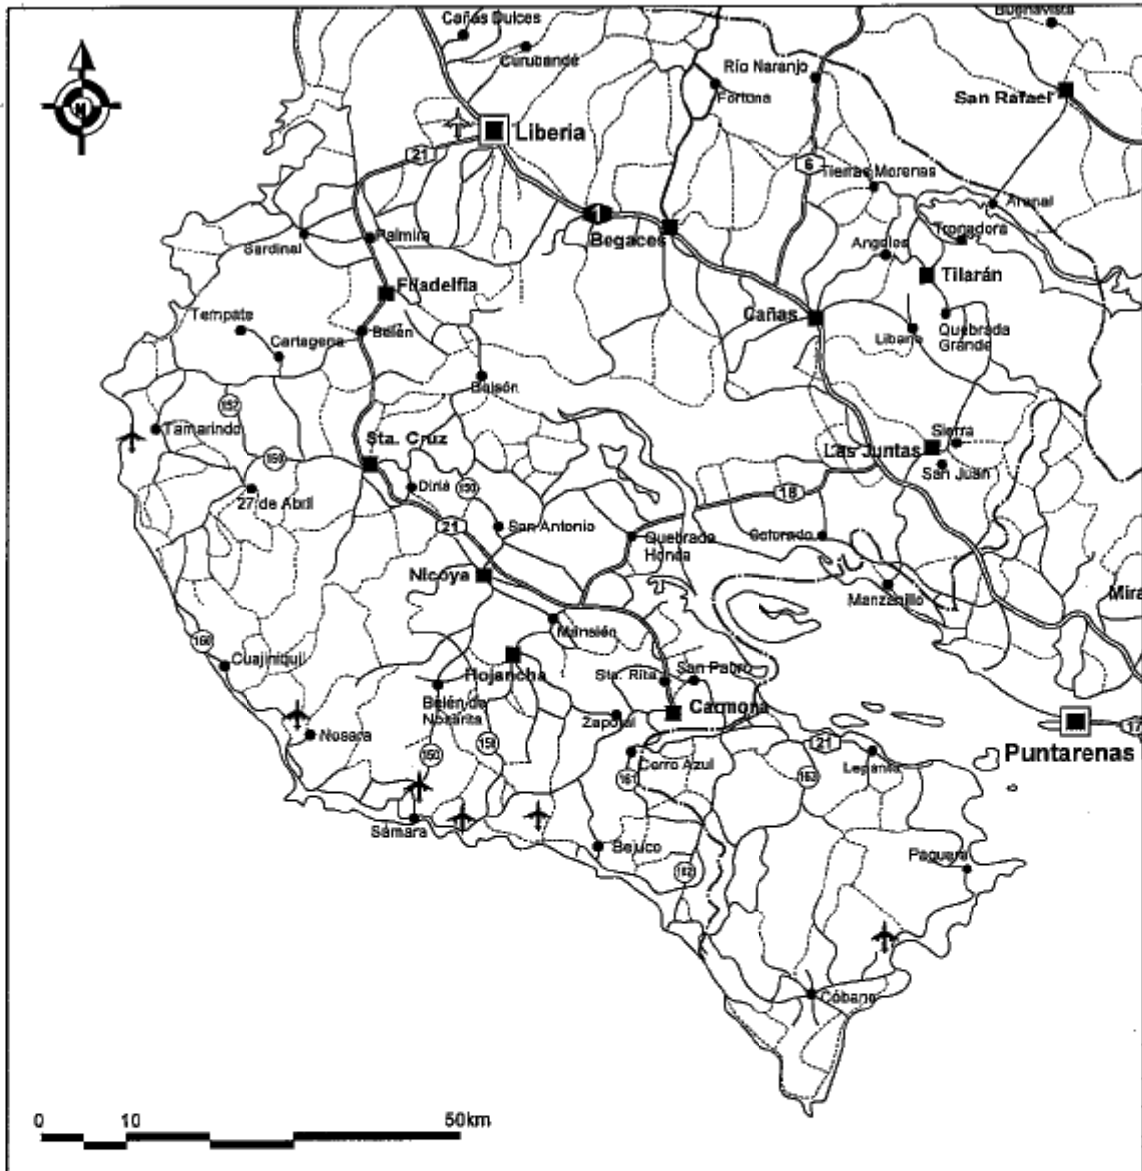 Cañas Dulces
Buenavista
Curubandé
Río Naranjo
Fortuna
San Rafael
N
Liberia
21
6
Tierras Morenas
1
Arenal
Sardinal
Palmira
Bagaces
Angeles
Tronadora
Tilarán
Filadelfia
Tempate
Belén
Cañas
Quebrada
Grande
Libano
Cartagena
Bolsón
152
Tamarindo
Sta. Cruz
Sierra
Las Juntas
San Juan
150
27 de Abril
Diriá
150
18
21
San Antonio
Quebrada
Honda
Colorado
Nicoya
Manzanillo
Mira
Mansión
160
Cuajiniquil
Hojancha
Sta. Rita
San Pablo
Belén de
Nosarita
Zapotal
Carmona
Nosara
150
158
21
17
Puntarenas
Cerro Azul
Lepanto
161
163
Sámara
Bejuco
Paquera
162
Cóbano
0
10
50km